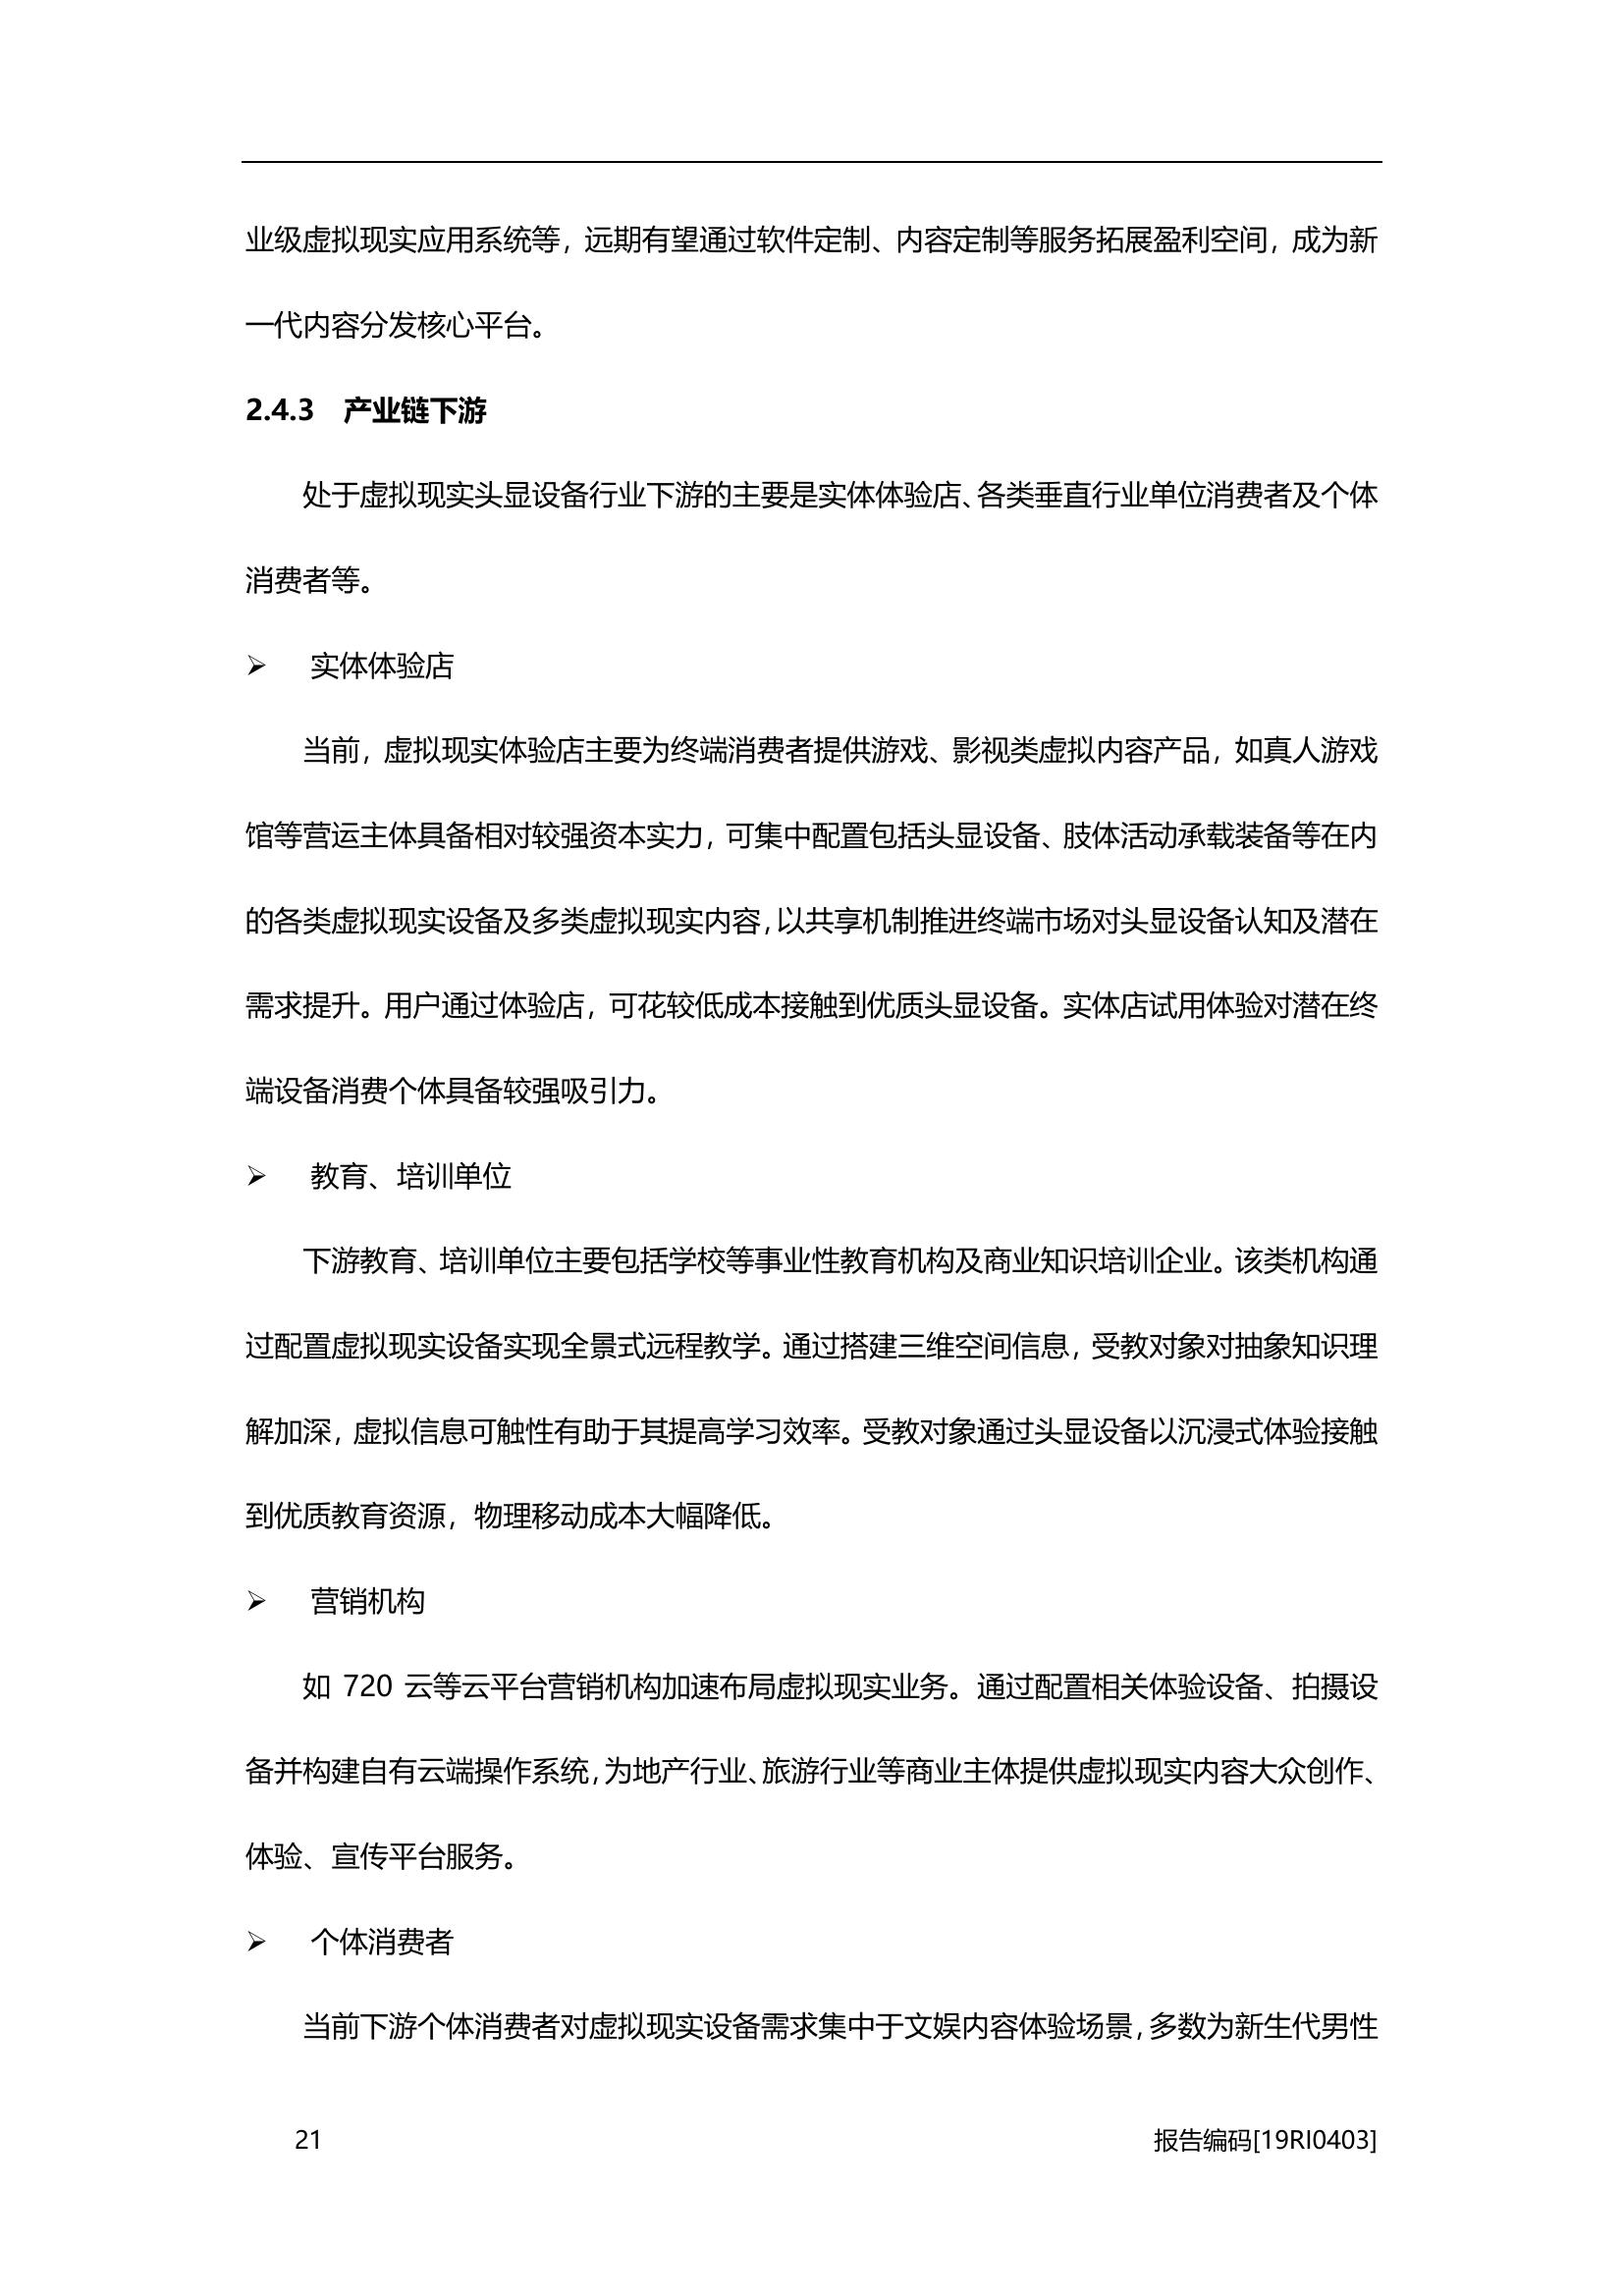 业级虚拟现实应用系统等，远期有望通过软件定制、内容定制等服务拓展盈利空间，成为新
一代内容分发核心平台。
2.4.3 产业链下游
处于虚拟现实头显设备行业下游的主要是实体体验店、各类垂直行业单位消费者及个体
消费者等。
➢ 实体体验店
当前，虚拟现实体验店主要为终端消费者提供游戏、影视类虚拟内容产品，如真人游戏
馆等营运主体具备相对较强资本实力，可集中配置包括头显设备、肢体活动承载装备等在内
的各类虚拟现实设备及多类虚拟现实内容，以共享机制推进终端市场对头显设备认知及潜在
需求提升。用户通过体验店，可花较低成本接触到优质头显设备。实体店试用体验对潜在终
端设备消费个体具备较强吸引力。
➢ 教育、培训单位
下游教育、培训单位主要包括学校等事业性教育机构及商业知识培训企业。该类机构通
过配置虚拟现实设备实现全景式远程教学。通过搭建三维空间信息，受教对象对抽象知识理
解加深，虚拟信息可触性有助于其提高学习效率。受教对象通过头显设备以沉浸式体验接触
到优质教育资源，物理移动成本大幅降低。
➢ 营销机构
如 720 云等云平台营销机构加速布局虚拟现实业务。通过配置相关体验设备、拍摄设
备并构建自有云端操作系统，为地产行业、旅游行业等商业主体提供虚拟现实内容大众创作、
体验、宣传平台服务。
➢ 个体消费者
当前下游个体消费者对虚拟现实设备需求集中于文娱内容体验场景，多数为新生代男性
21 报告编码[19RI0403]